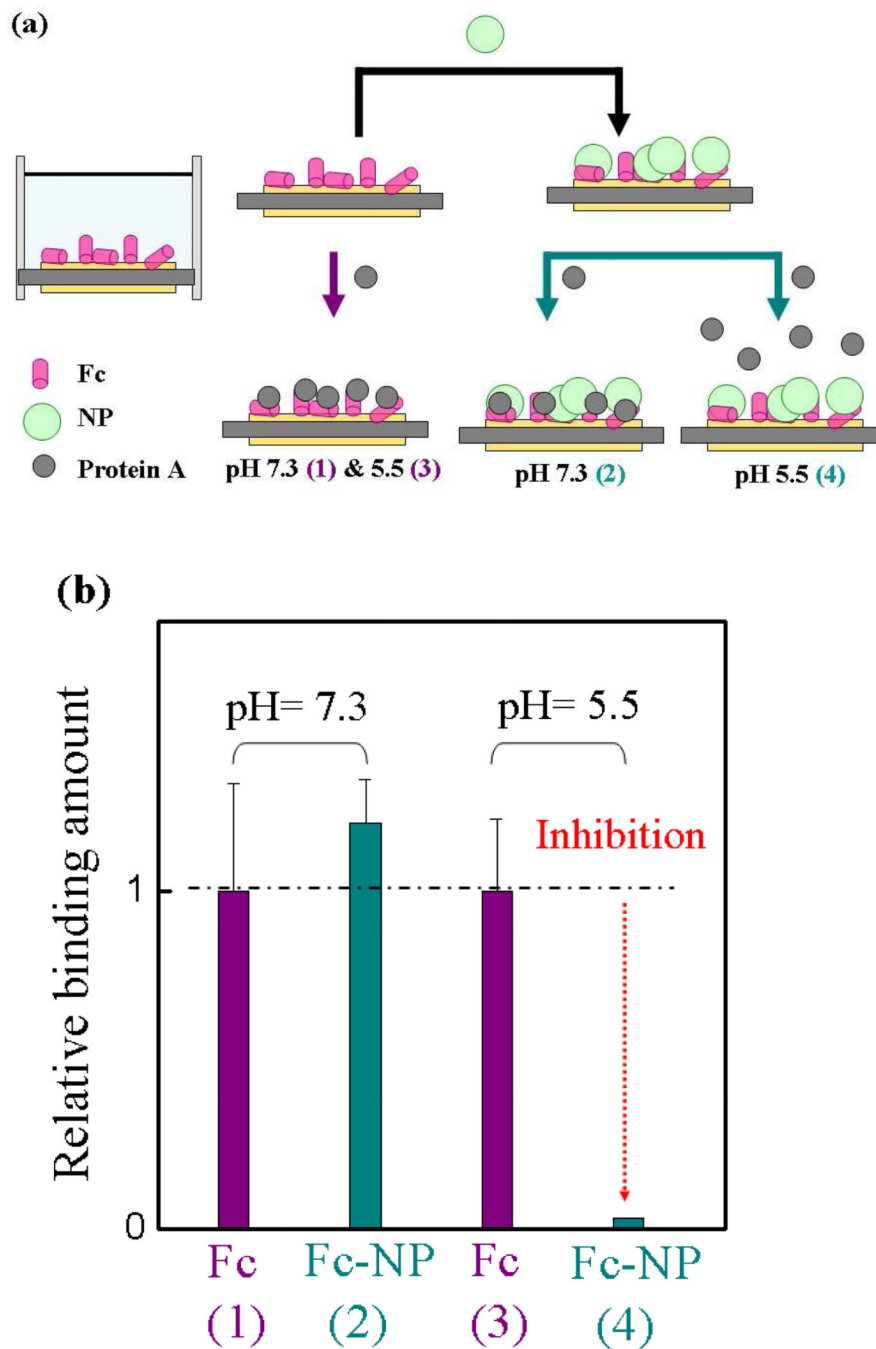 (a)
Fc
NP
Protein A
pH 7.3 (1) & 5.5 (3)
pH 7.3 (2)
pH 5.5 (4)
(b)
Relative binding amount
pH= 7.3
pH= 5.5
Inhibition
1
0
Fc
(1)
Fc-NP
(2)
Fc
(3)
Fc-NP
(4)